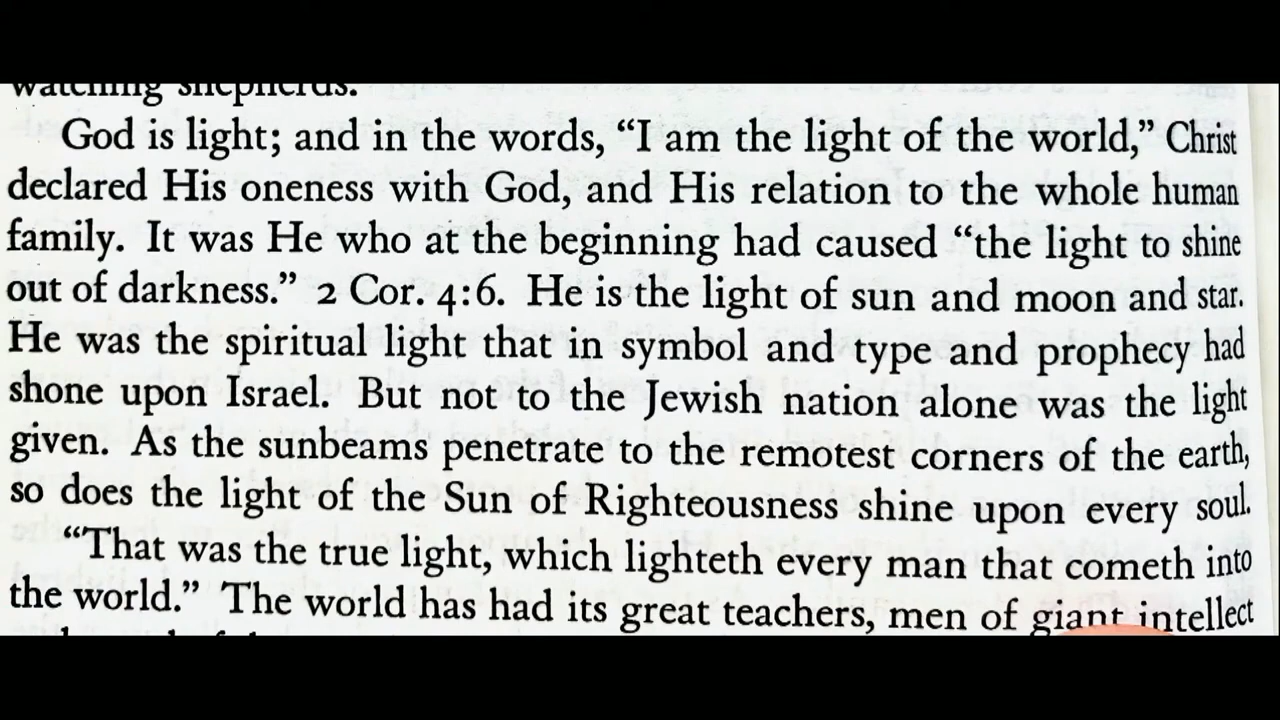 watching shepherds.
God is light; and in the words, “I am the light of the world,” Christ
declared His oneness with God, and His relation to the whole human
family. It was He who at the beginning had caused “the light to shine
out of darkness.” 2 Cor. 4:6. He is the light of sun and moon and star.
He was the spiritual light that in symbol and type and prophecy had
shone upon Israel. But not to the Jewish nation alone was the light
given. As the sunbeams penetrate to the remotest corners of the earth,
so does the light of the Sun of Righteousness shine upon every soul.
“That was the true light, which lighteth every man that cometh into
the world.” The world has had its great teachers, men of giant intellect